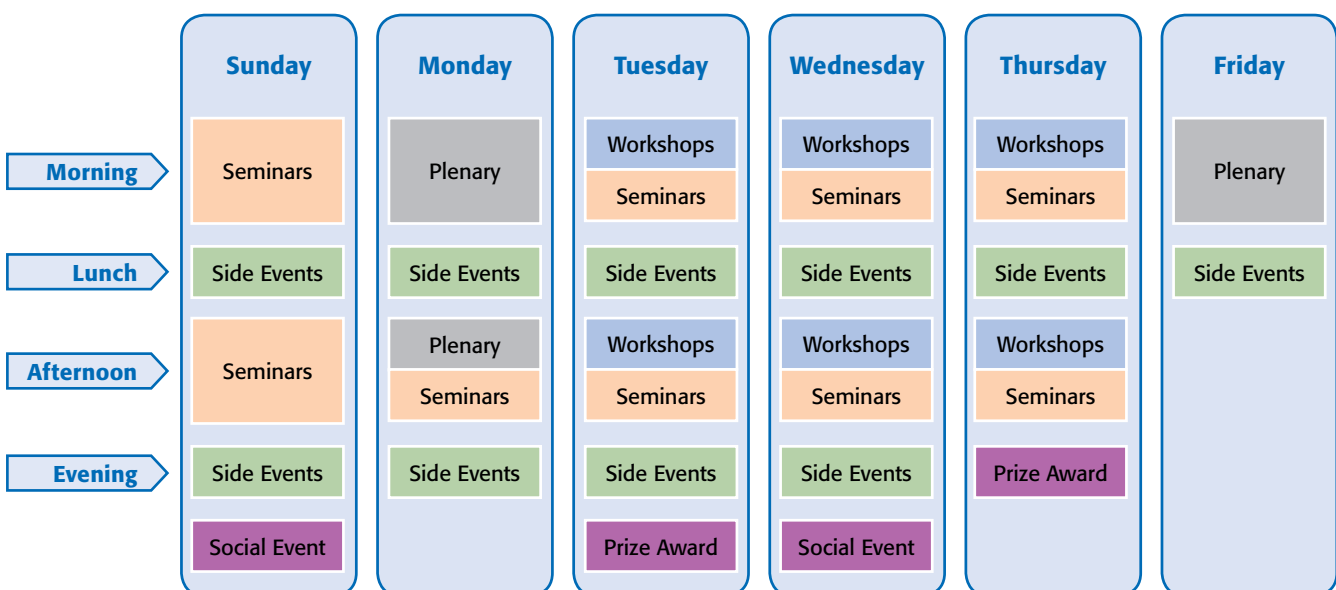 Sunday Monday Tuesday Wednesday Thursday Friday
Workshops Workshops Workshops
Morning Seminars Plenary Plenary
Seminars Seminars Seminars
Lunch Side Events Side Events Side Events Side Events Side Events Side Events
Plenary Workshops Workshops Workshops
Afternoon Seminars
Seminars Seminars Seminars Seminars
Evening Side Events Side Events Side Events Side Events Prize Award
Social Event Prize Award Social Event